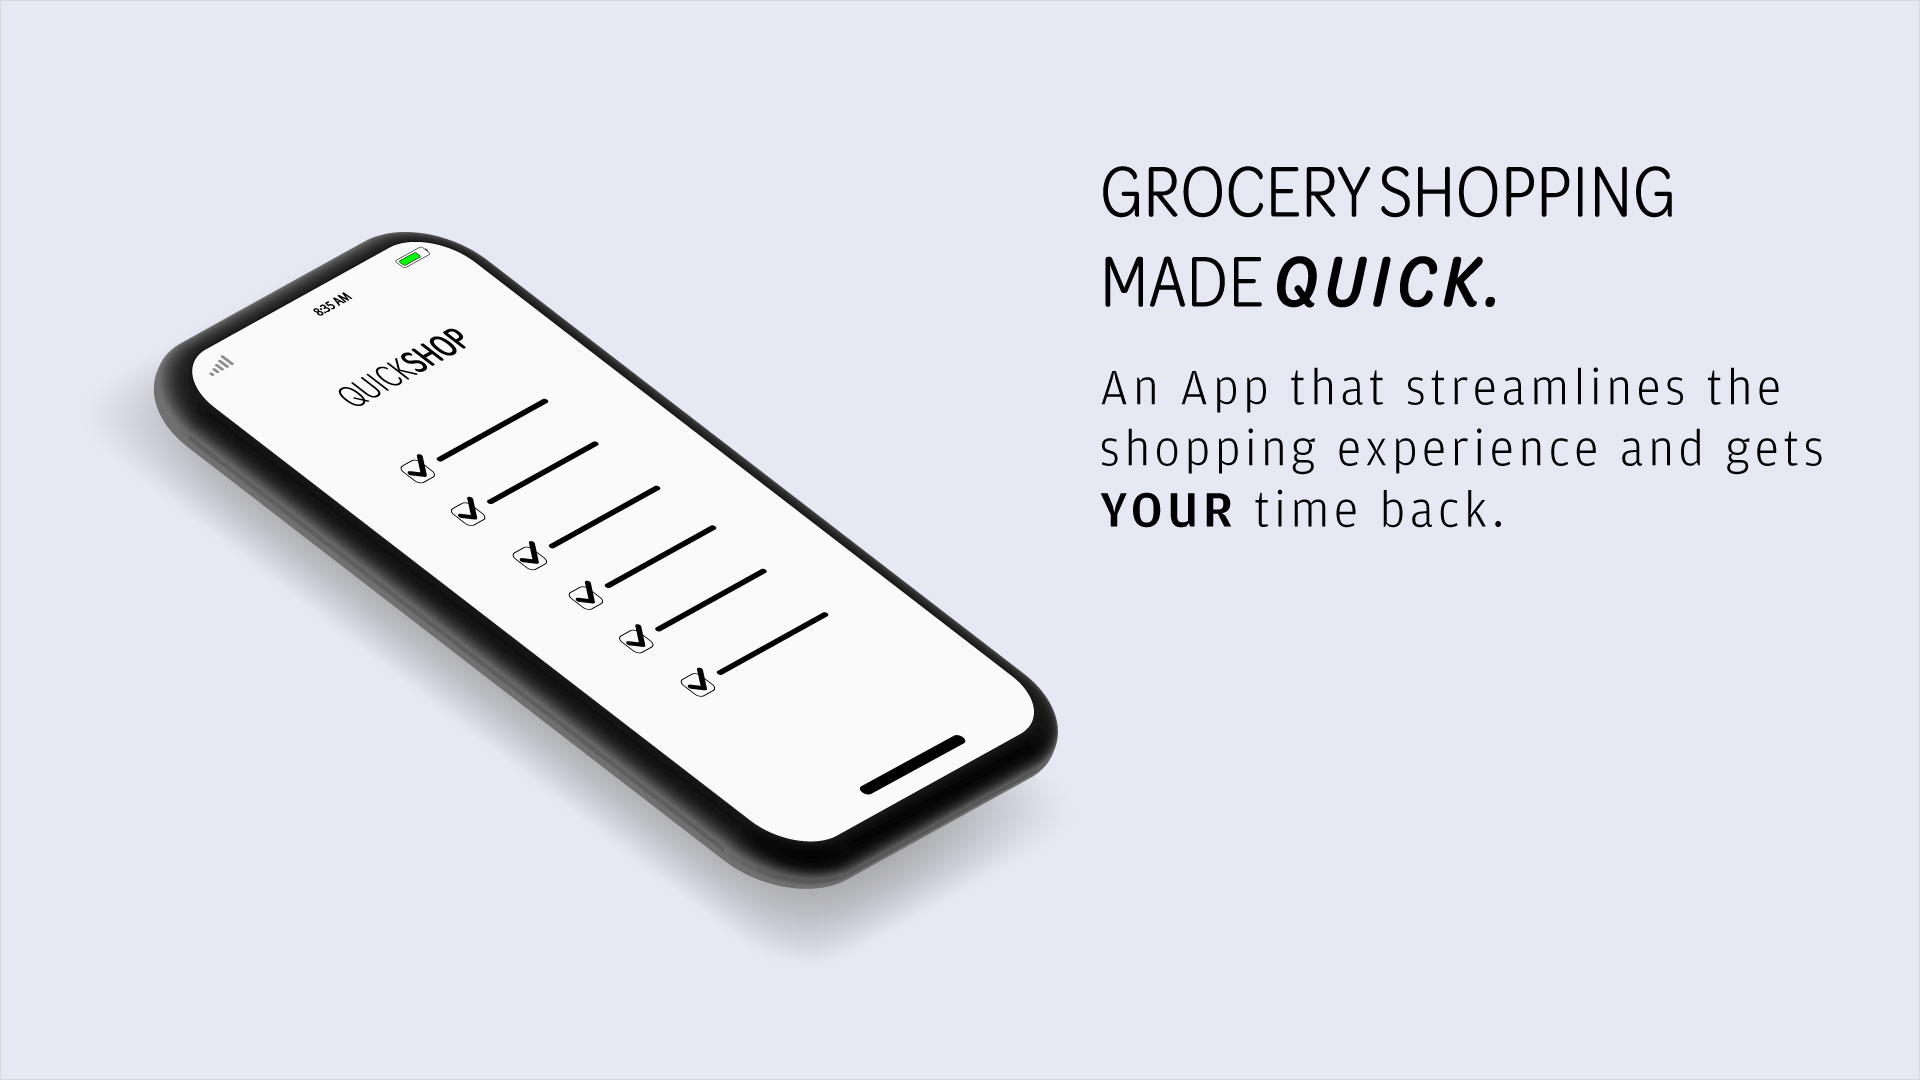 8:35 AM
QUICKSHOP
GROCERY SHOPPING
MADE QUICK.
An App that streamlines the
shopping experience and gets
YOUR time back.